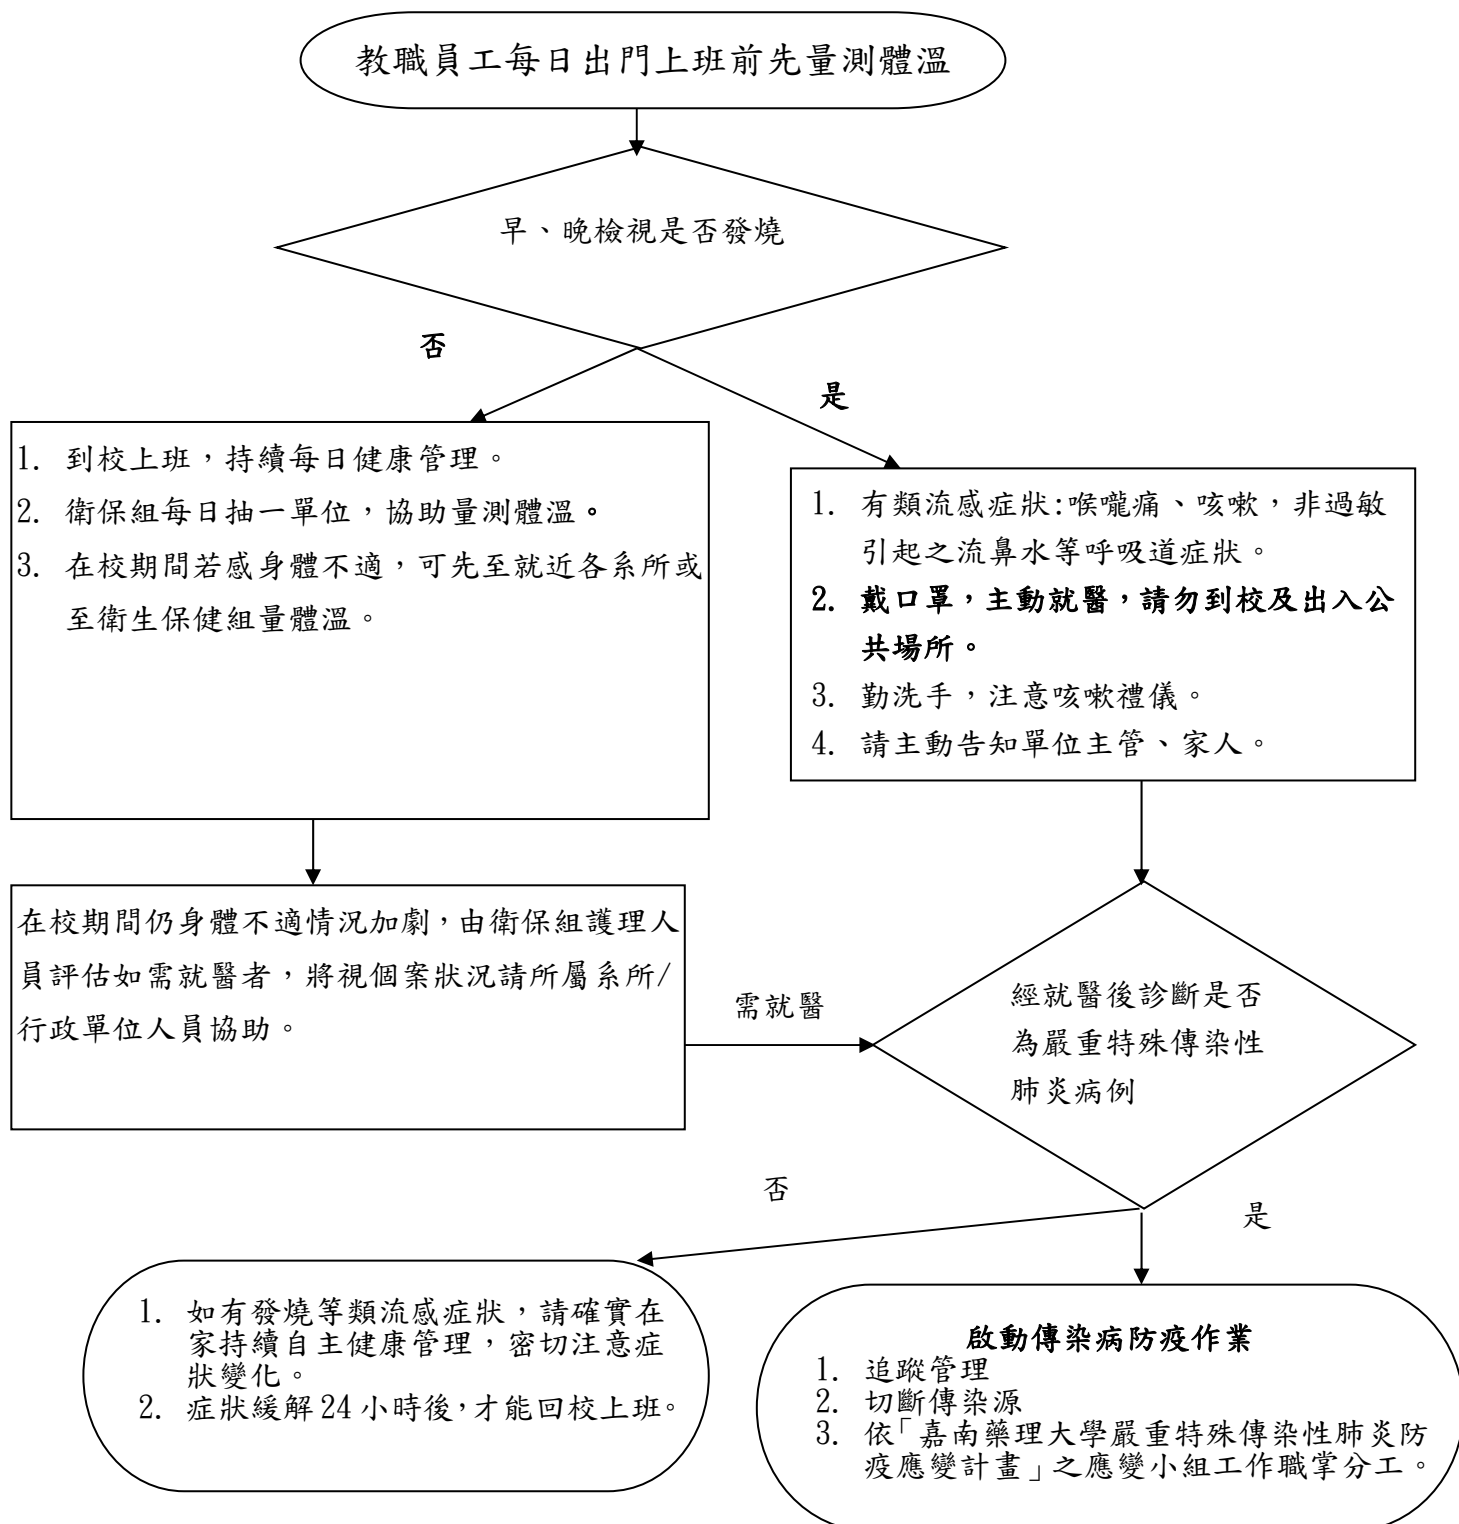 教職員工每日出門上班前先量測體溫
早、晚檢視是否發燒
否
是
1. 到校上班，持續每日健康管理。
2. 衛保組每日抽一單位，協助量測體溫。
3. 在校期間若感身體不適，可先至就近各系所或
至衛生保健組量體溫。
1. 有類流感症狀:喉嚨痛、咳嗽，非過敏
引起之流鼻水等呼吸道症狀。
2. 戴口罩，主動就醫，請勿到校及出入公
共場所。
3. 勤洗手，注意咳嗽禮儀。
4. 請主動告知單位主管、家人。
在校期間仍身體不適情況加劇，由衛保組護理人
員評估如需就醫者，將視個案狀況請所屬系所/
行政單位人員協助。
需就醫
經就醫後診斷是否
為嚴重特殊傳染性
肺炎病例
否
是
1. 如有發燒等類流感症狀，請確實在
家持續自主健康管理，密切注意症
狀變化。
2. 症狀緩解24小時後，才能回校上班。
啟動傳染病防疫作業
1. 追蹤管理
2. 切斷傳染源
3. 依「嘉南藥理大學嚴重特殊傳染性肺炎防
疫應變計畫」之應變小組工作職掌分工。